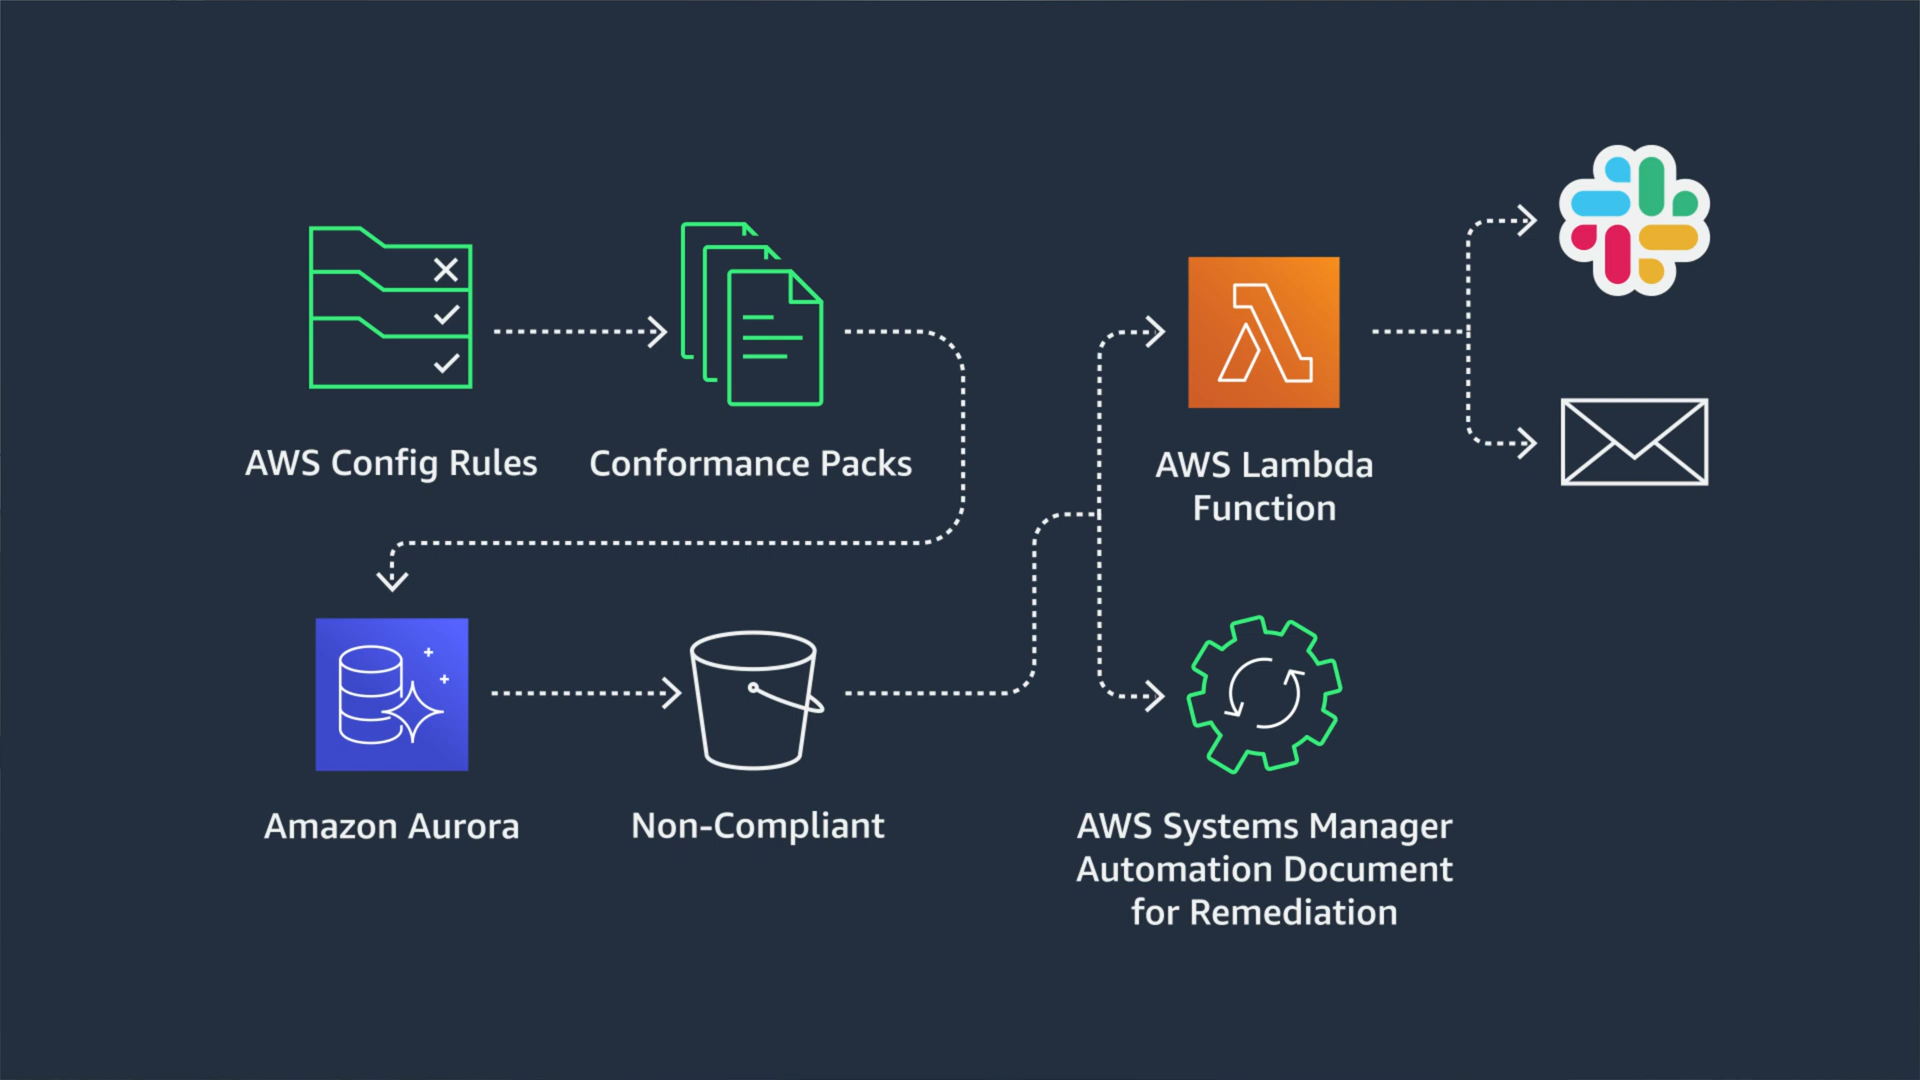 AWS Config Rules
Conformance Packs
AWS Lambda
Function
Amazon Aurora
Non-Compliant
AWS Systems Manager
Automation Document
for Remediation